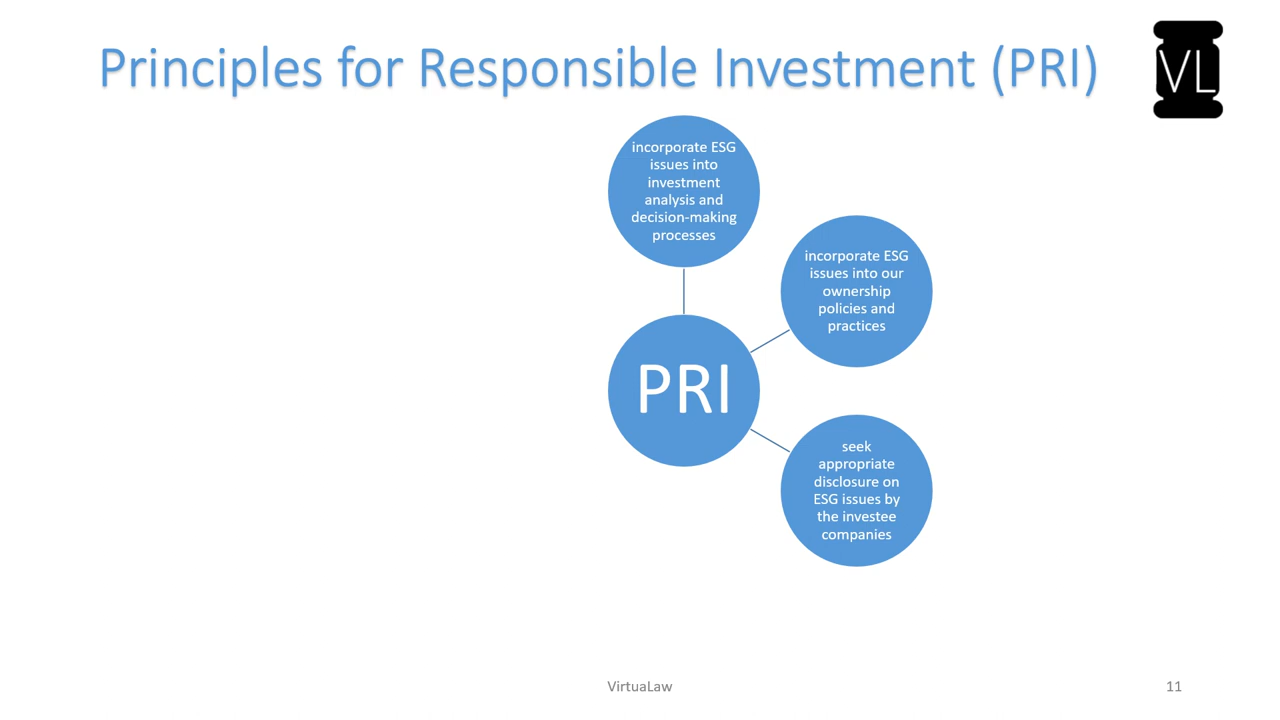 Principles for Responsible Investment (PRI)
VL
incorporate ESG
issues into
investment
analysis and
decision-making
processes
incorporate ESG
issues into our
ownership
policies and
practices
PRI
seek
appropriate
disclosure on
ESG issues by
the investee
companies
VirtuaLaw
11